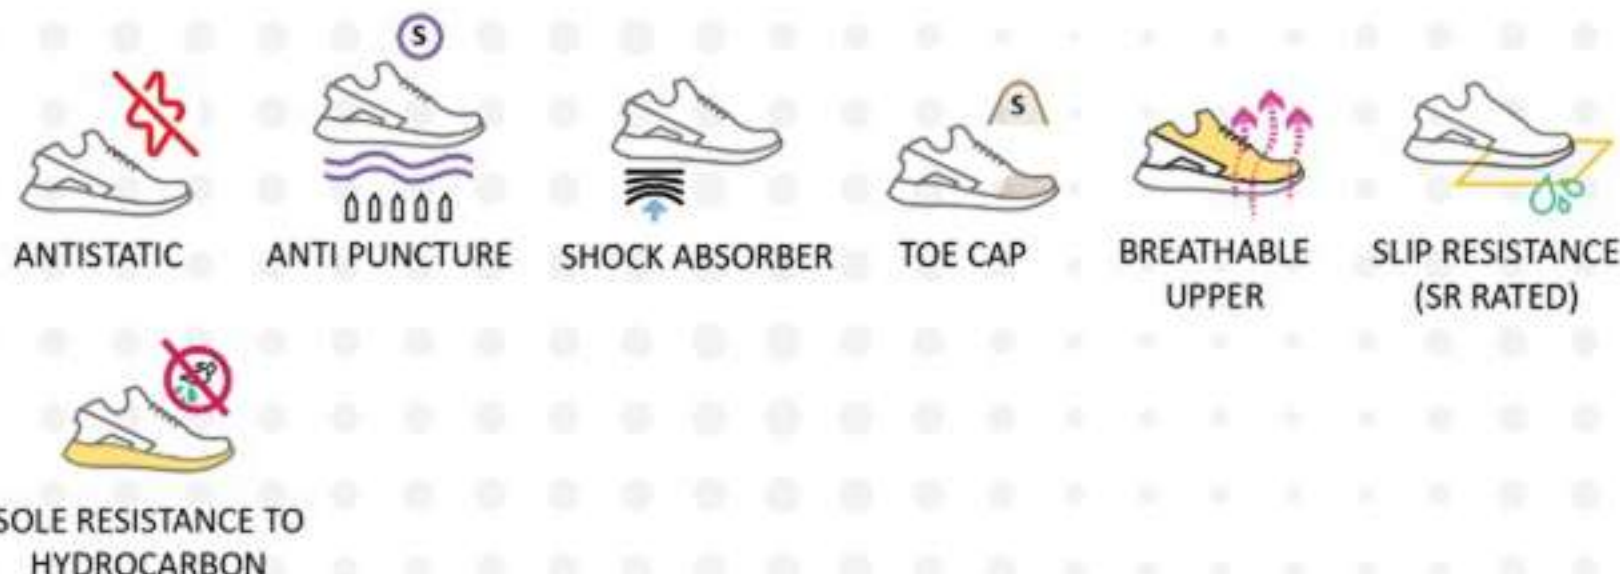 S
S
ANTISTATIC
ANTI PUNCTURE
SHOCK ABSORBER
TOE CAP
BREATHABLE
UPPER
SLIP RESISTANCE
(SR RATED)
SOLE RESISTANCE TO
HYDROCARBON